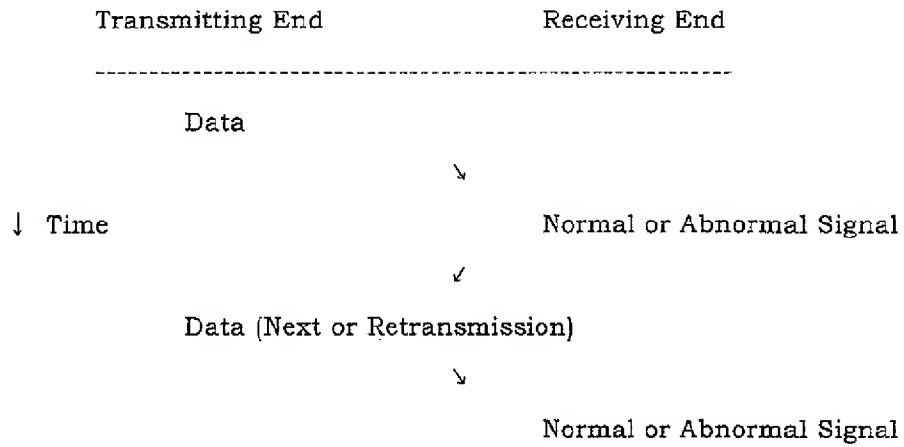 Transmitting End Receiving End
--------------------------------------------------------
Data
↘
↓ Time Normal or Abnormal Signal
↙
Data (Next or Retransmission)
↘
Normal or Abnormal Signal